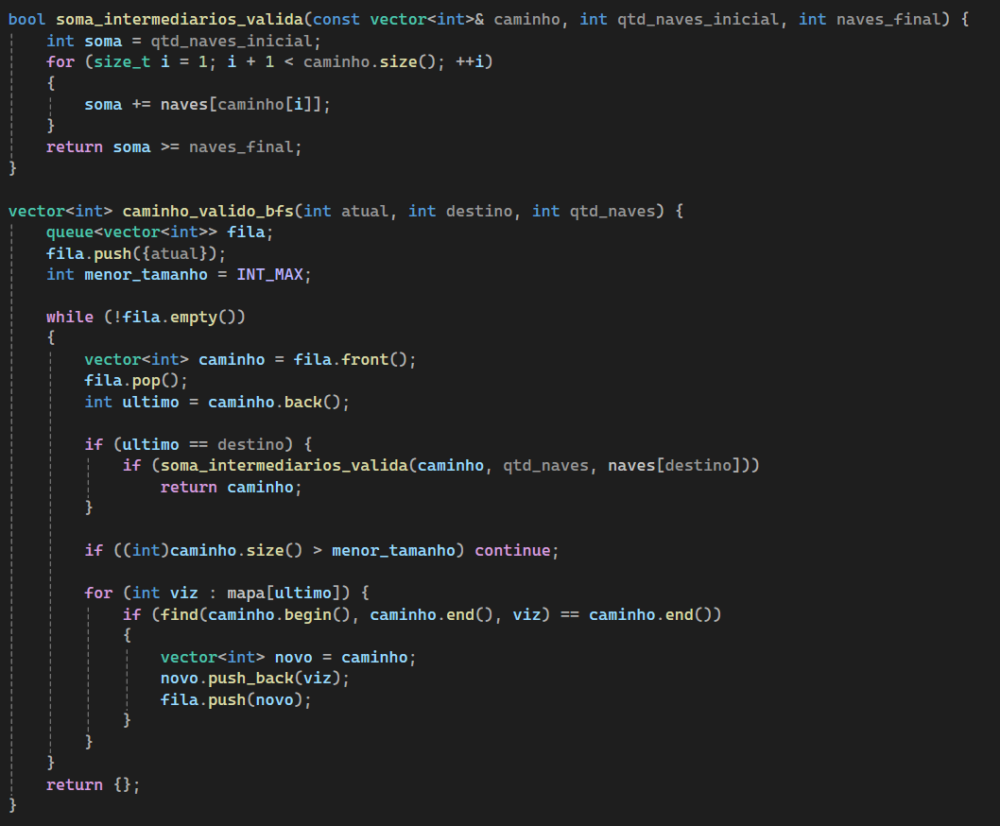 bool soma_intermediarios_valida(const vector<int>& caminho, int qtd_naves_inicial, int naves_final) {
    int soma = qtd_naves_inicial;
    for (size_t i = 1; i + 1 < caminho.size(); ++i)
    {
        soma += naves[caminho[i]];
    }
    return soma >= naves_final;
}

vector<int> caminho_valido_bfs(int atual, int destino, int qtd_naves) {
    queue<vector<int>> fila;
    fila.push({atual});
    int menor_tamanho = INT_MAX;

    while (!fila.empty())
    {
        vector<int> caminho = fila.front();
        fila.pop();
        int ultimo = caminho.back();

        if (ultimo == destino) {
            if (soma_intermediarios_valida(caminho, qtd_naves, naves[destino]))
                return caminho;
        }

        if ((int)caminho.size() > menor_tamanho) continue;

        for (int viz : mapa[ultimo]) {
            if (find(caminho.begin(), caminho.end(), viz) == caminho.end())
            {
                vector<int> novo = caminho;
                novo.push_back(viz);
                fila.push(novo);
            }
        }
    }
    return {};
}